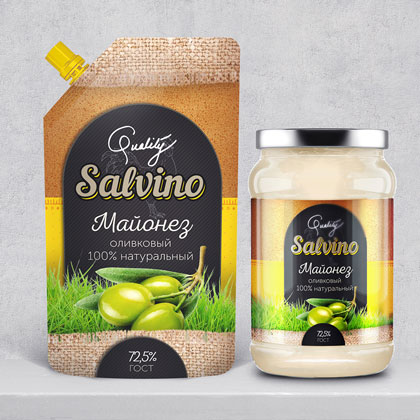 Quality
Salvino
Майонез
оливковый
100% натуральный
72,5%
ГОСТ
Quality
Salvino
Майонез
оливковый
100% натуральный
72,5%
ГОСТ